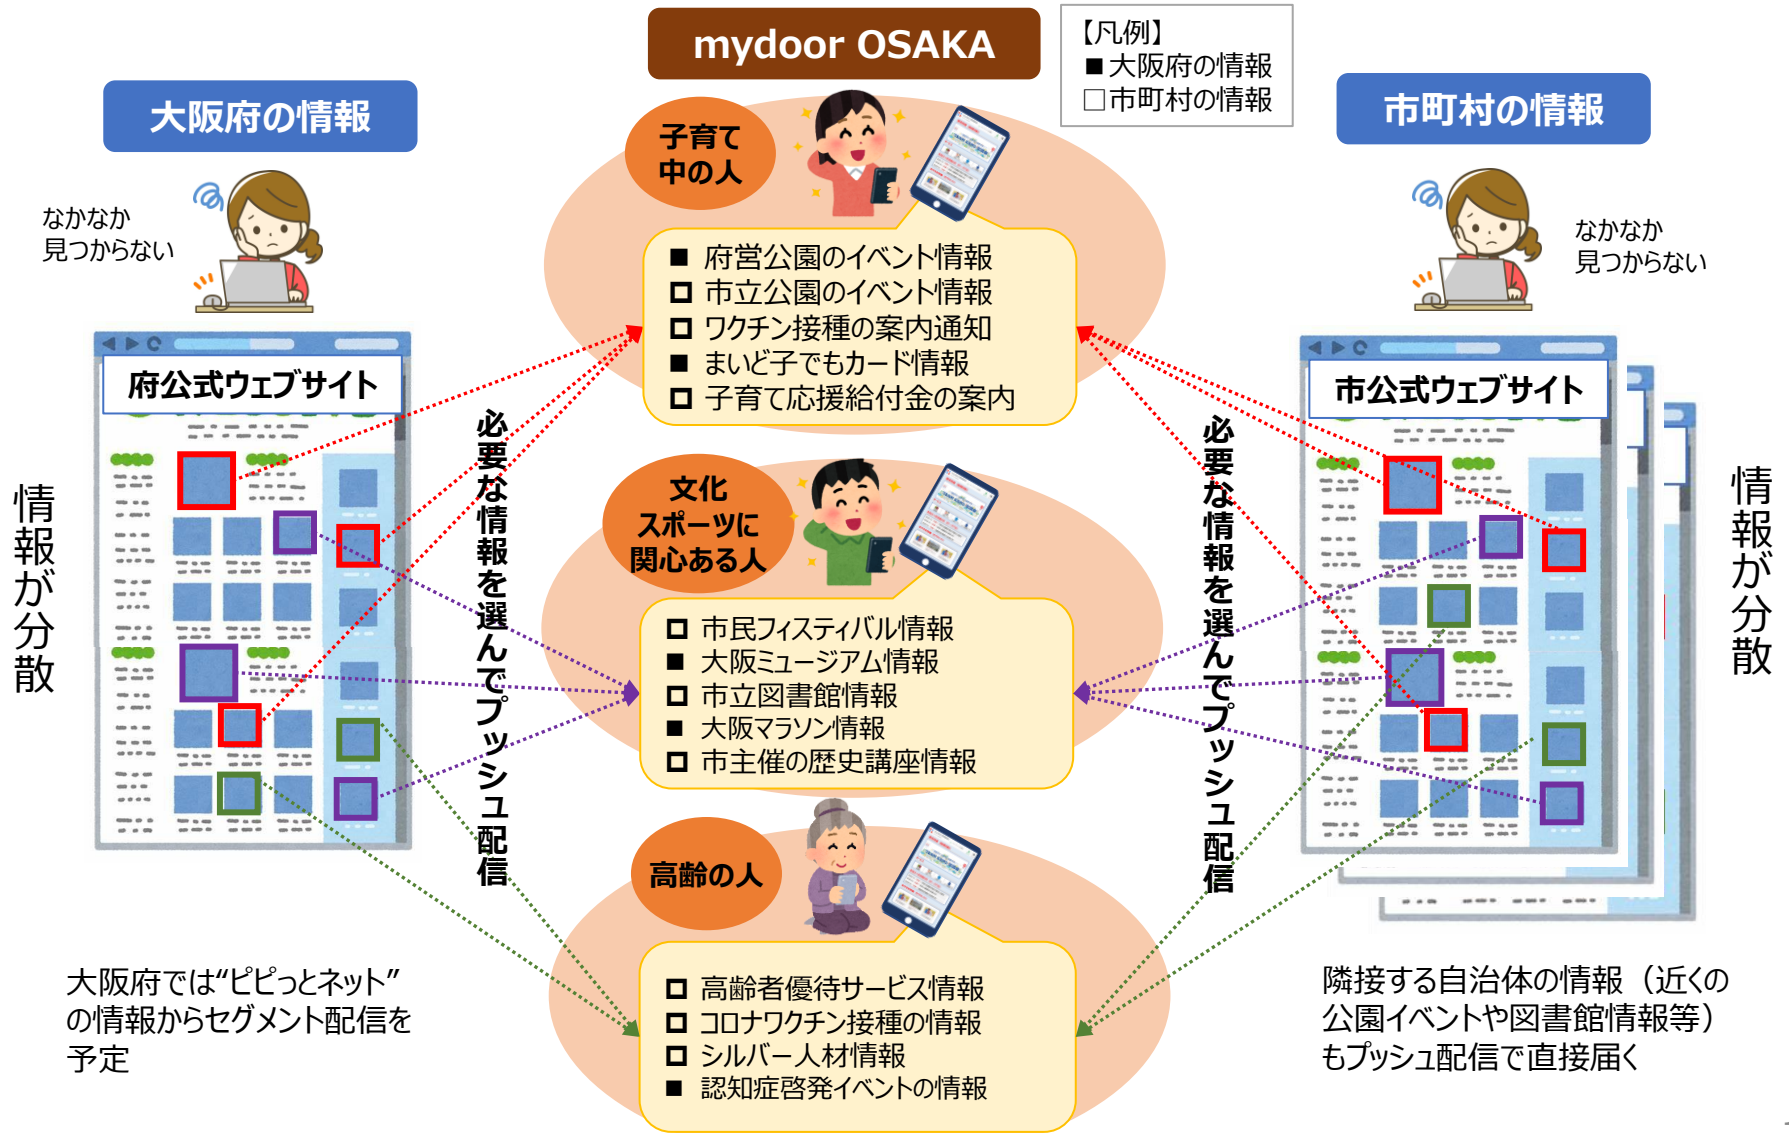 mydoor OSAKA
【凡例】
■大阪府の情報
□市町村の情報
大阪府の情報
なかなか
見つからない
府公式ウェブサイト
情報が分散
必要な情報を選んでプッシュ配信
大阪府では“ピピっとネット”
の情報からセグメント配信を
予定
子育て
中の人
■ 府営公園のイベント情報
□ 市立公園のイベント情報
□ ワクチン接種の案内通知
■ まいど子でもカード情報
□ 子育て応援給付金の案内
文化
スポーツに
関心ある人
□ 市民フィスティバル情報
■ 大阪ミュージアム情報
□ 市立図書館情報
■ 大阪マラソン情報
□ 市主催の歴史講座情報
高齢の人
□ 高齢者優待サービス情報
□ コロナワクチン接種の情報
□ シルバー人材情報
■ 認知症啓発イベントの情報
市町村の情報
なかなか
見つからない
市公式ウェブサイト
必要な情報を選んでプッシュ配信
情報が分散
隣接する自治体の情報（近くの
公園イベントや図書館情報等）
もプッシュ配信で直接届く